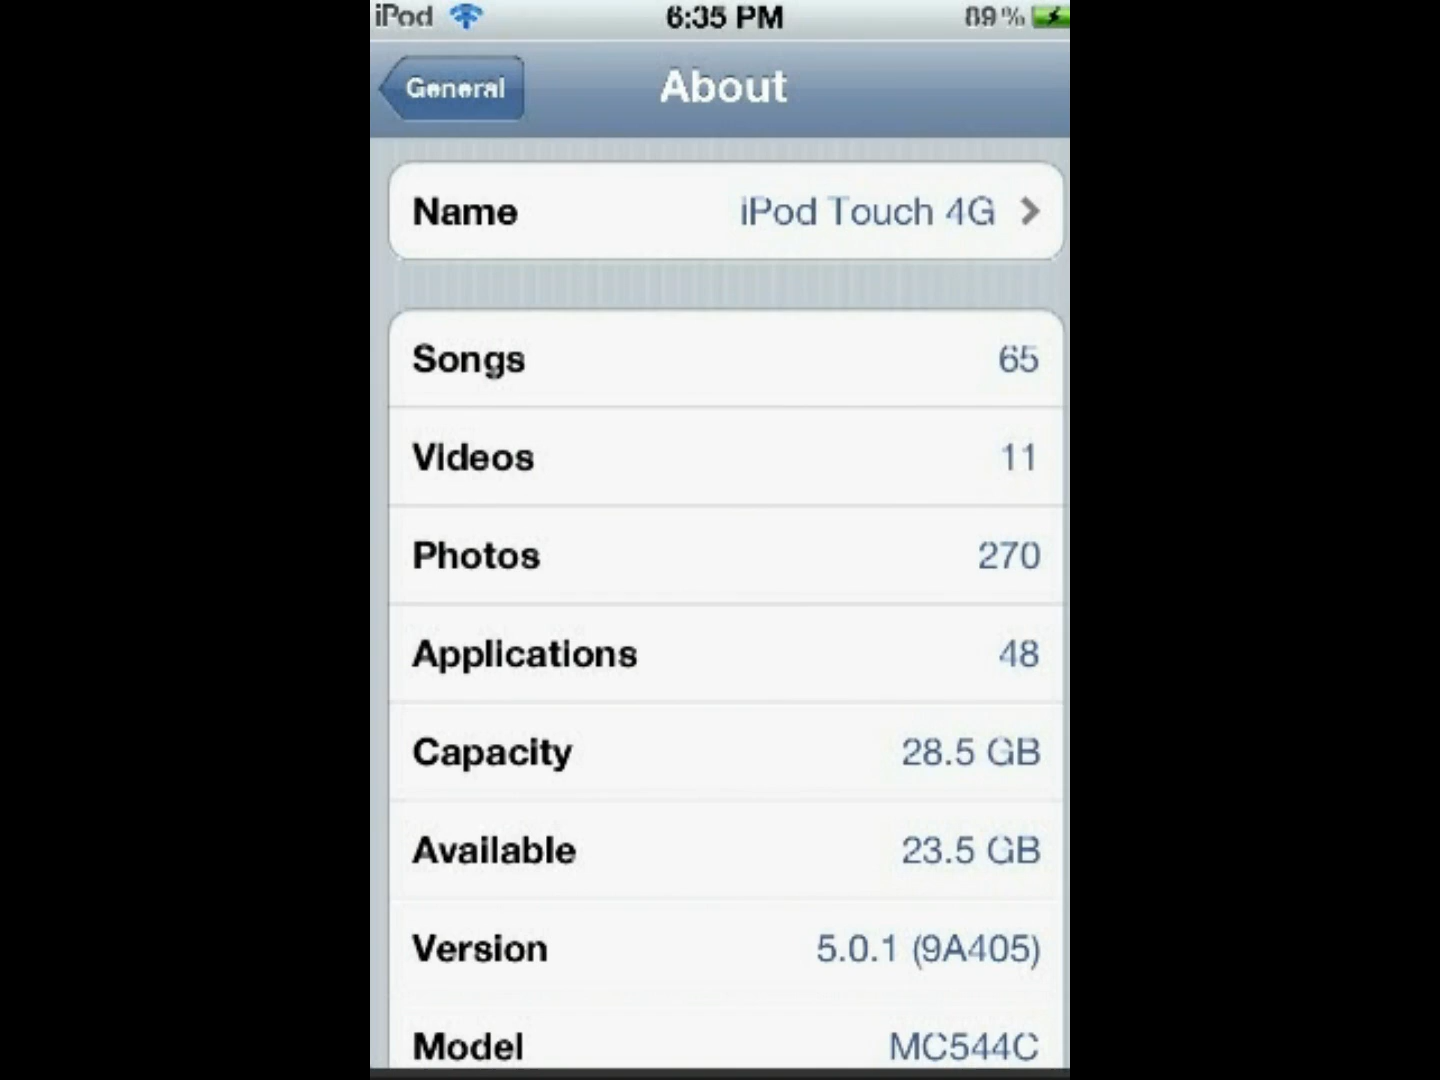 iPod 6:35 PM 89%
General About
Name iPod Touch 4G
Songs 65
Videos 11
Photos 270
Applications 48
Capacity 28.5 GB
Available 23.5 GB
Version 5.0.1 (9A405)
Model MC544C